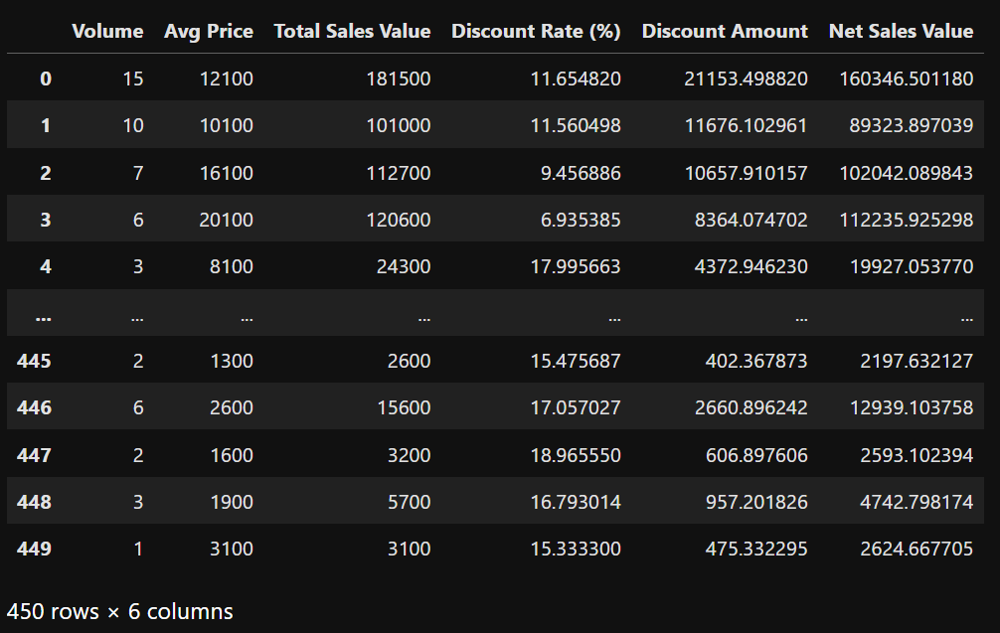 Volume Avg Price Total Sales Value Discount Rate (%) Discount Amount Net Sales Value
0 15 12100 181500 11.654820 21153.498820 160346.501180
1 10 10100 101000 11.560498 11676.102961 89323.897039
2 7 16100 112700 9.456886 10657.910157 102042.089843
3 6 20100 120600 6.935385 8364.074702 112235.925298
4 3 8100 24300 17.995663 4372.946230 19927.053770
... ... ... ... ... ... ...
445 2 1300 2600 15.475687 402.367873 2197.632127
446 6 2600 15600 17.057027 2660.896242 12939.103758
447 2 1600 3200 18.965550 606.897606 2593.102394
448 3 1900 5700 16.793014 957.201826 4742.798174
449 1 3100 3100 15.333300 475.332295 2624.667705
450 rows × 6 columns